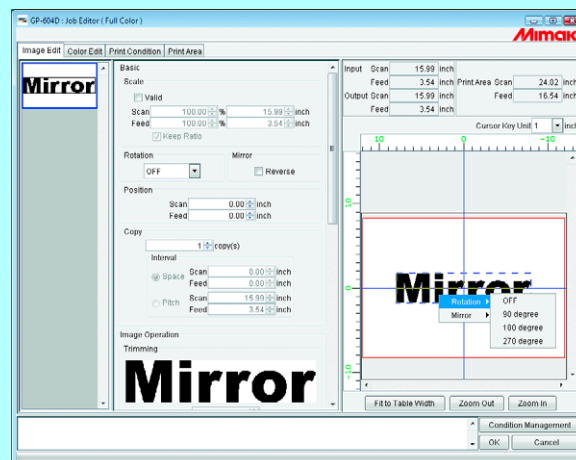 GP-604D : Job Editor ( Full Color )
Mimaki
Image Edit Color Edit Print Condition Print Area
Mirror
Basic
Scale
Valid
Scan 100.00 % 15.99 inch
Feed 100.00 % 3.54 inch
Keep Ratio
Rotation Mirror
OFF Reverse
Position
Scan 0.00 inch
Feed 0.00 inch
Copy
1 copy(s)
Interval
Space Scan 0.00 inch
Feed 0.00 inch
Pitch Scan 15.99 inch
Feed 3.54 inch
Image Operation
Trimming
Mirror
Input Scan 15.99 inch
Feed 3.54 inch Print Area Scan 24.02 inch
Output Scan 15.99 inch Feed 16.54 inch
Feed 3.54 inch
Cursor Key Unit 1 inch
10 0 -10
10
0
-10
Mirror
Rotation OFF
Mirror 90 degree
180 degree
270 degree
Fit to Table Width Zoom Out Zoom In
Condition Management
OK Cancel